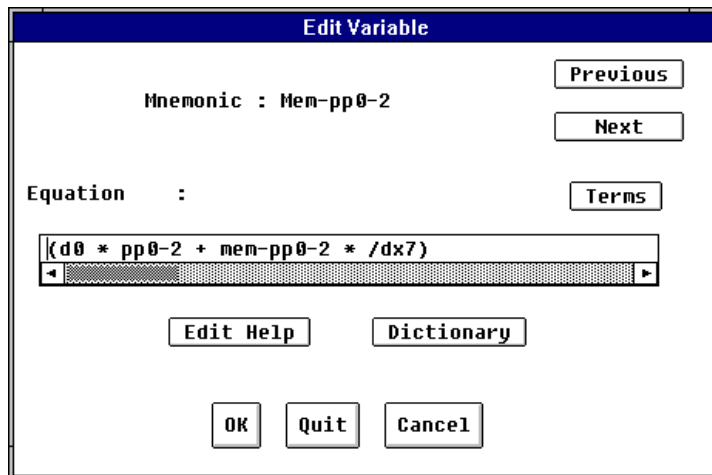 Edit Variable
Previous
Mnemonic : Mem-pp0-2
Next
Equation :
Terms
(d0 * pp0-2 + mem-pp0-2 * /dx7)
Edit Help
Dictionary
OK
Quit
Cancel